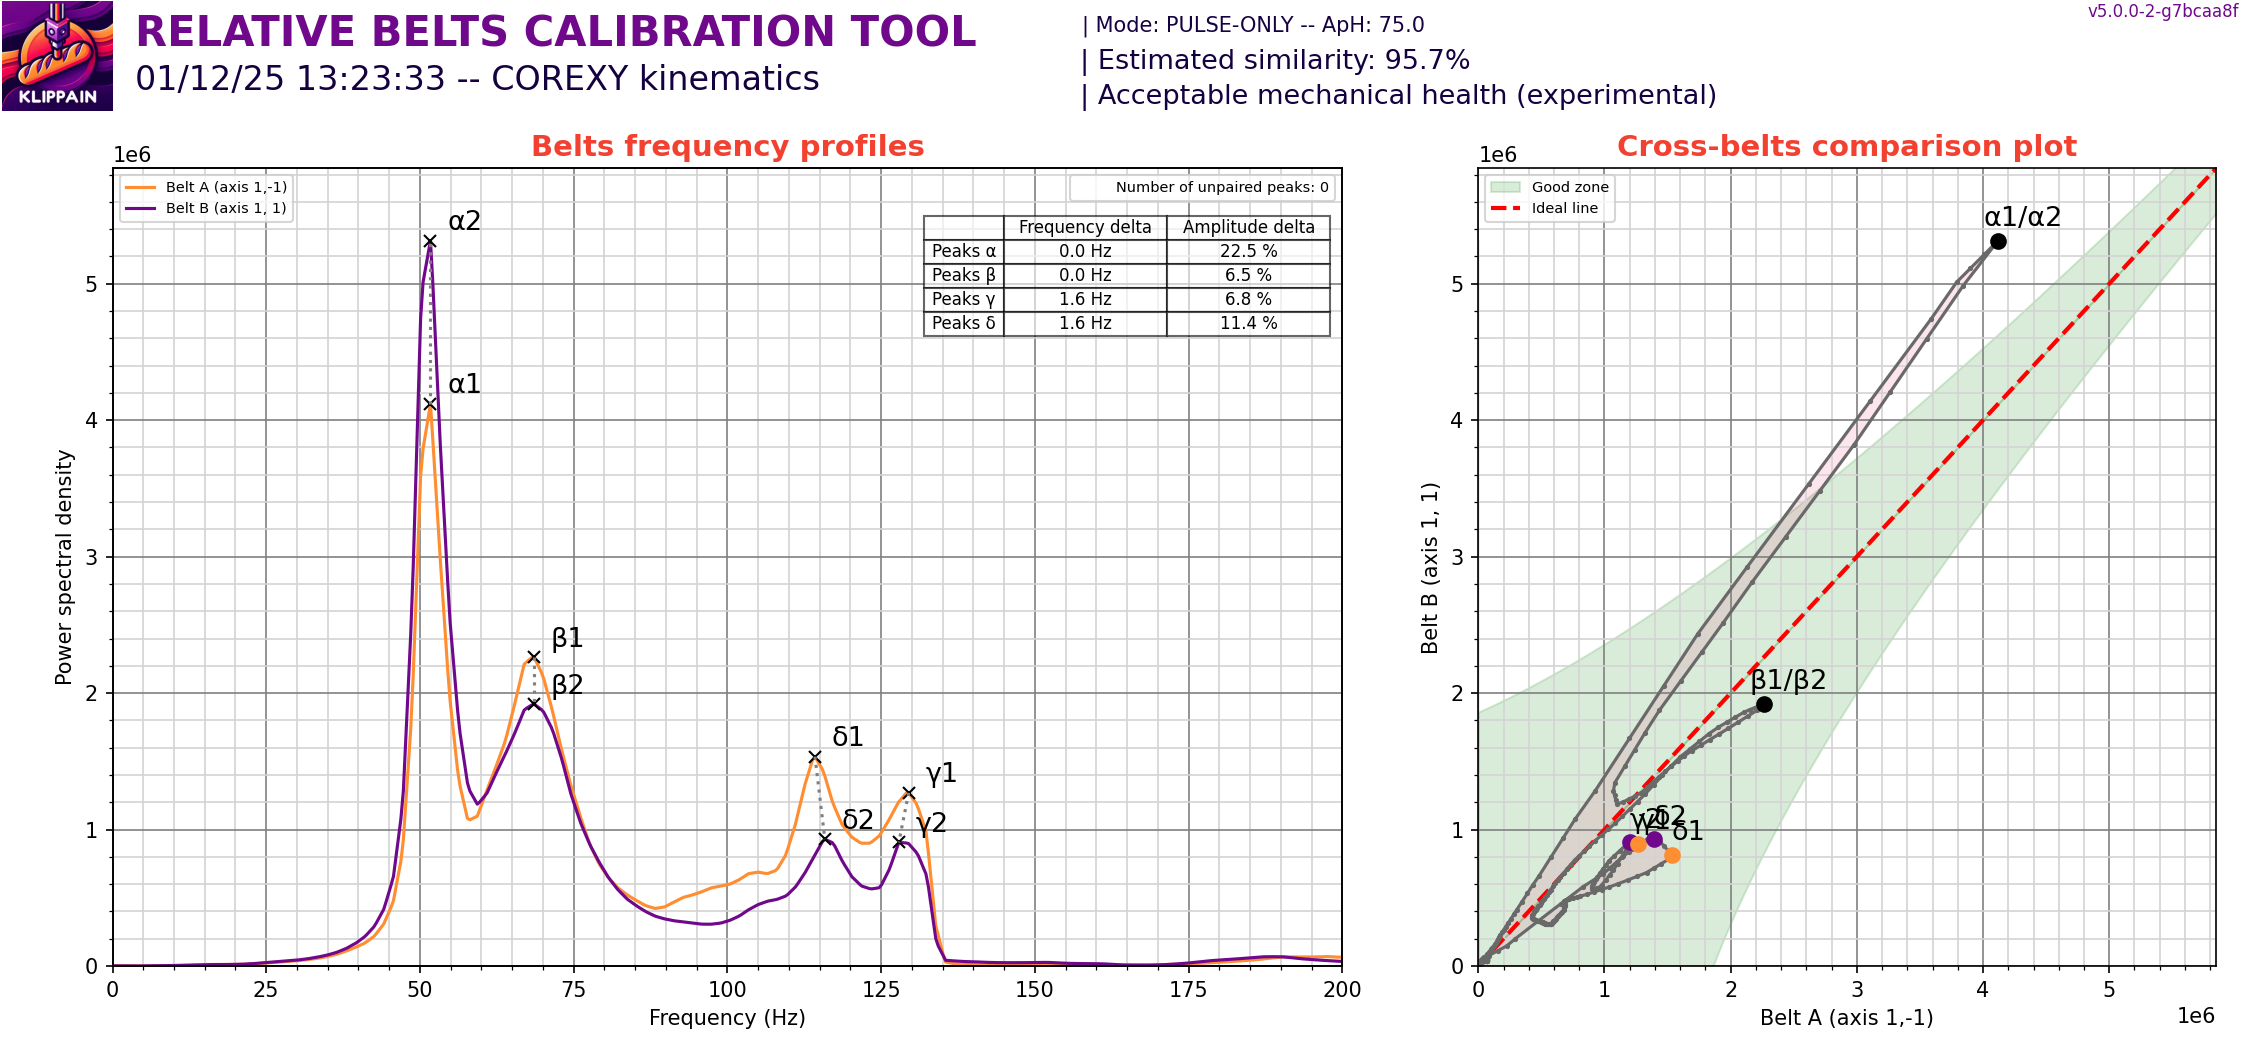 KLIPPAIN
RELATIVE BELTS CALIBRATION TOOL
01/12/25 13:23:33 -- COREXY kinematics
| Mode: PULSE-ONLY -- ApH: 75.0
| Estimated similarity: 95.7%
| Acceptable mechanical health (experimental)
v5.0.0-2-g7bcaa8f
Belts frequency profiles
1e6
Belt A (axis 1,-1)
Belt B (axis 1, 1)
Number of unpaired peaks: 0
Frequency delta Amplitude delta
Peaks α 0.0 Hz 22.5 %
Peaks β 0.0 Hz 6.5 %
Peaks γ 1.6 Hz 6.8 %
Peaks δ 1.6 Hz 11.4 %
α2
α1
β1
β2
δ1
δ2
γ1
γ2
Power spectral density
5
4
3
2
1
0
0 25 50 75 100 125 150 175 200
Frequency (Hz)
Cross-belts comparison plot
1e6
Good zone
Ideal line
α1/α2
β1/β2
γ2
γ1
δ2
δ1
Belt B (axis 1, 1)
5
4
3
2
1
0
0 1 2 3 4 5
1e6
Belt A (axis 1,-1)